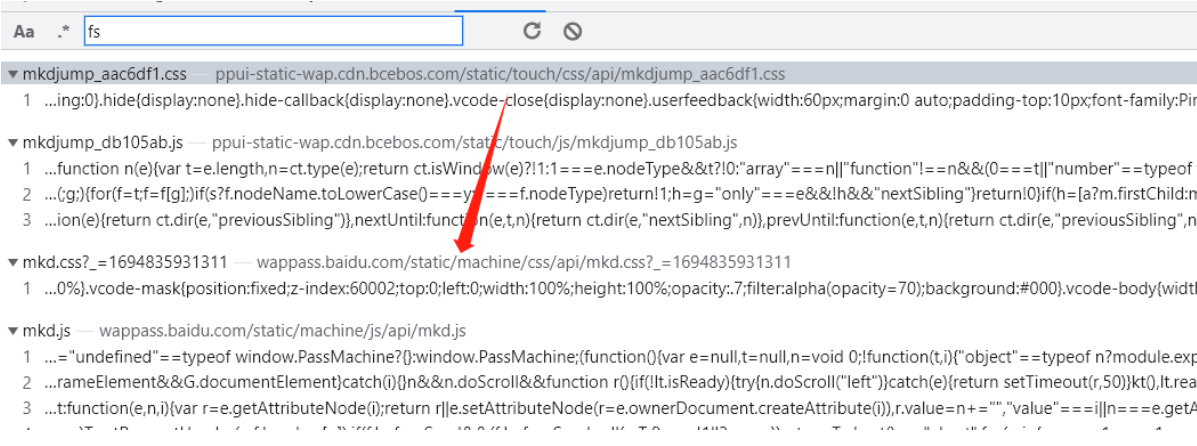 Aa .* fs
▼ mkdjump_aac6df1.css — ppui-static-wap.cdn.bcebos.com/static/touch/css/api/mkdjump_aac6df1.css
1 ...ing:0}.hide{display:none}.hide-callback{display:none}.vcode-close{display:none}.userfeedback{width:60px;margin:0 auto;padding-top:10px;font-family:Pin
▼ mkdjump_db105ab.js — ppui-static-wap.cdn.bcebos.com/static/touch/js/mkdjump_db105ab.js
1 ...function n(e){var t=e.length,n=ct.type(e);return ct.isWindow(e)?!1:1===e.nodeType&&t?!0:"array"===n||"function"!==n&&(0===t||"number"==typeof
2 ...(;g;){for(f=t;f=f[g];)if(s?f.nodeName.toLowerCase()===y: ===f.nodeType)return!1;h=g="only"===e&&!h&&"nextSibling"}return!0}if(h=[a?m.firstChild:m
3 ...ion(e){return ct.dir(e,"previousSibling")},nextUntil:function(e,t,n){return ct.dir(e,"nextSibling",n)},prevUntil:function(e,t,n){return ct.dir(e,"previousSibling",n
▼ mkd.css?_=1694835931311 — wappass.baidu.com/static/machine/css/api/mkd.css?_=1694835931311
1 ...0%}.vcode-mask{position:fixed;z-index:60002;top:0;left:0;width:100%;height:100%;opacity:.7;filter:alpha(opacity=70);background:#000}.vcode-body{widt
▼ mkd.js — wappass.baidu.com/static/machine/js/api/mkd.js
1 ...="undefined"==typeof window.PassMachine?{}:window.PassMachine;(function(){var e=null,t=null,n=void 0;!function(t,i){"object"==typeof n?module.exp
2 ...rameElement&&G.documentElement}catch(i){}n&&n.doScroll&&function r(){if(!lt.isReady){try{n.doScroll("left")}catch(e){return setTimeout(r,50)}kt(),lt.rea
3 ...t:function(e,n,i){var r=e.getAttributeNode(i);return r||e.setAttributeNode(r=e.ownerDocument.createAttribute(i)),r.value=n+="","value"===i||n===e.getA